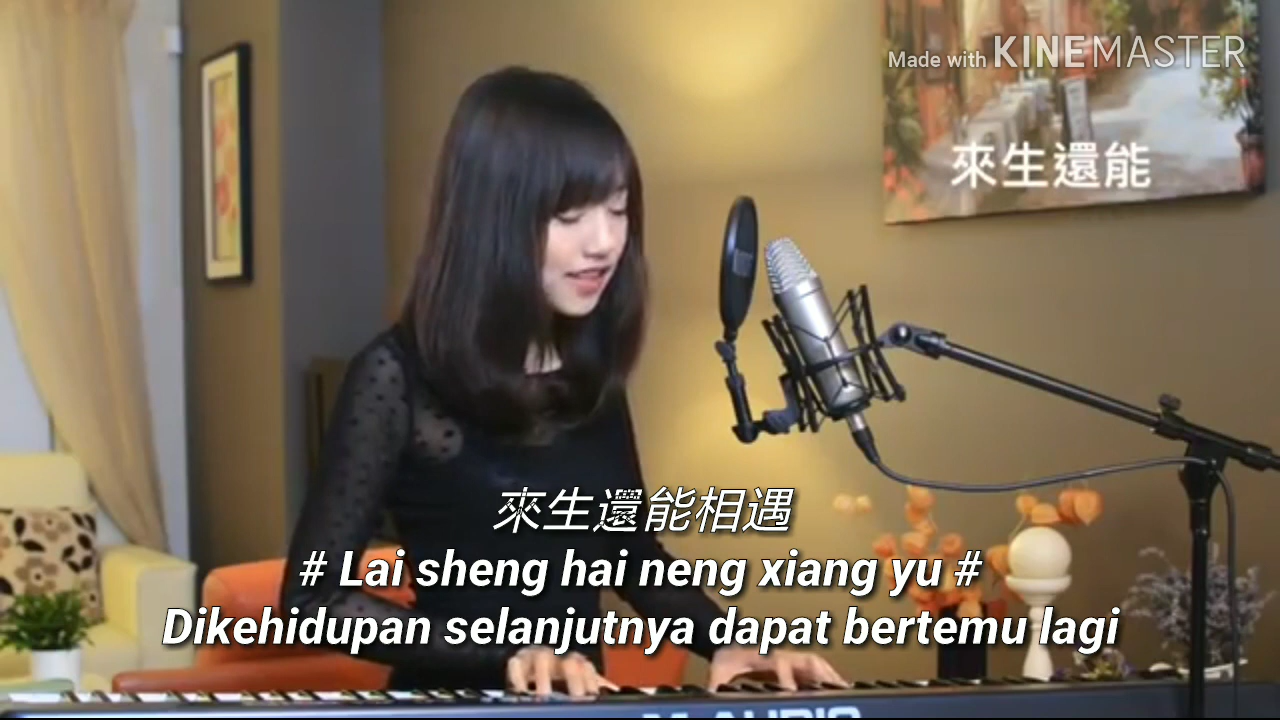 Made with KINEMASTER
來生還能
來生還能相遇
# Lai sheng hai neng xiang yu #
Dikehidupan selanjutnya dapat bertemu lagi
M-AUDIO